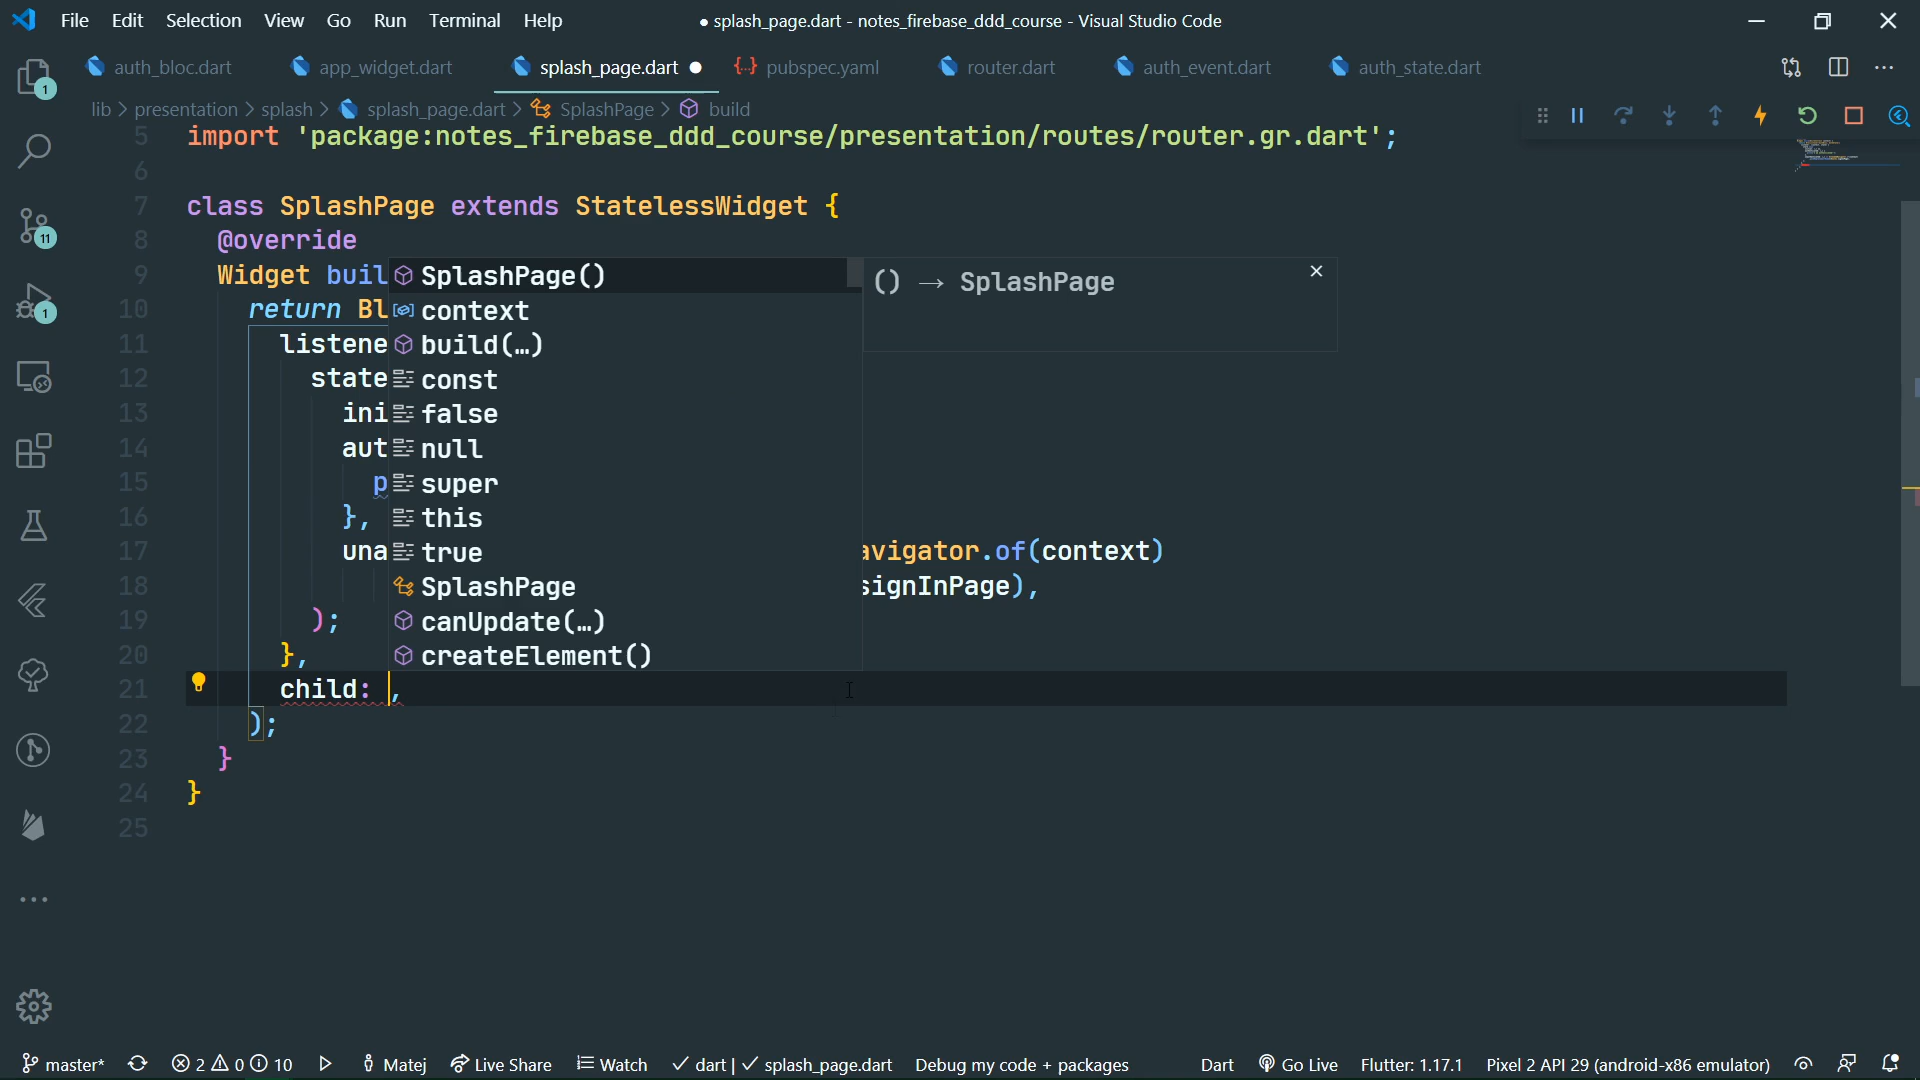 File Edit Selection View Go Run Terminal Help
● splash_page.dart - notes_firebase_ddd_course - Visual Studio Code
auth_bloc.dart app_widget.dart splash_page.dart pubspec.yaml router.dart auth_event.dart auth_state.dart
lib > presentation > splash > splash_page.dart > SplashPage > build
5 import 'package:notes_firebase_ddd_course/presentation/routes/router.gr.dart';
6
7 class SplashPage extends StatelessWidget {
8 @override
9 Widget buil
10 return Bl
11 listene
12 state
13 ini
14 aut
15 p
16 },
17 una avigator.of(context)
18 signInPage),
19 );
20 },
21 child: ,
22 );
23 }
24 }
25
SplashPage()
context
build(…)
const
false
null
super
this
true
SplashPage
canUpdate(…)
createElement()
() → SplashPage
1
11
1
master* 2 0 10 Matej Live Share Watch dart | splash_page.dart Debug my code + packages Dart Go Live Flutter: 1.17.1 Pixel 2 API 29 (android-x86 emulator)